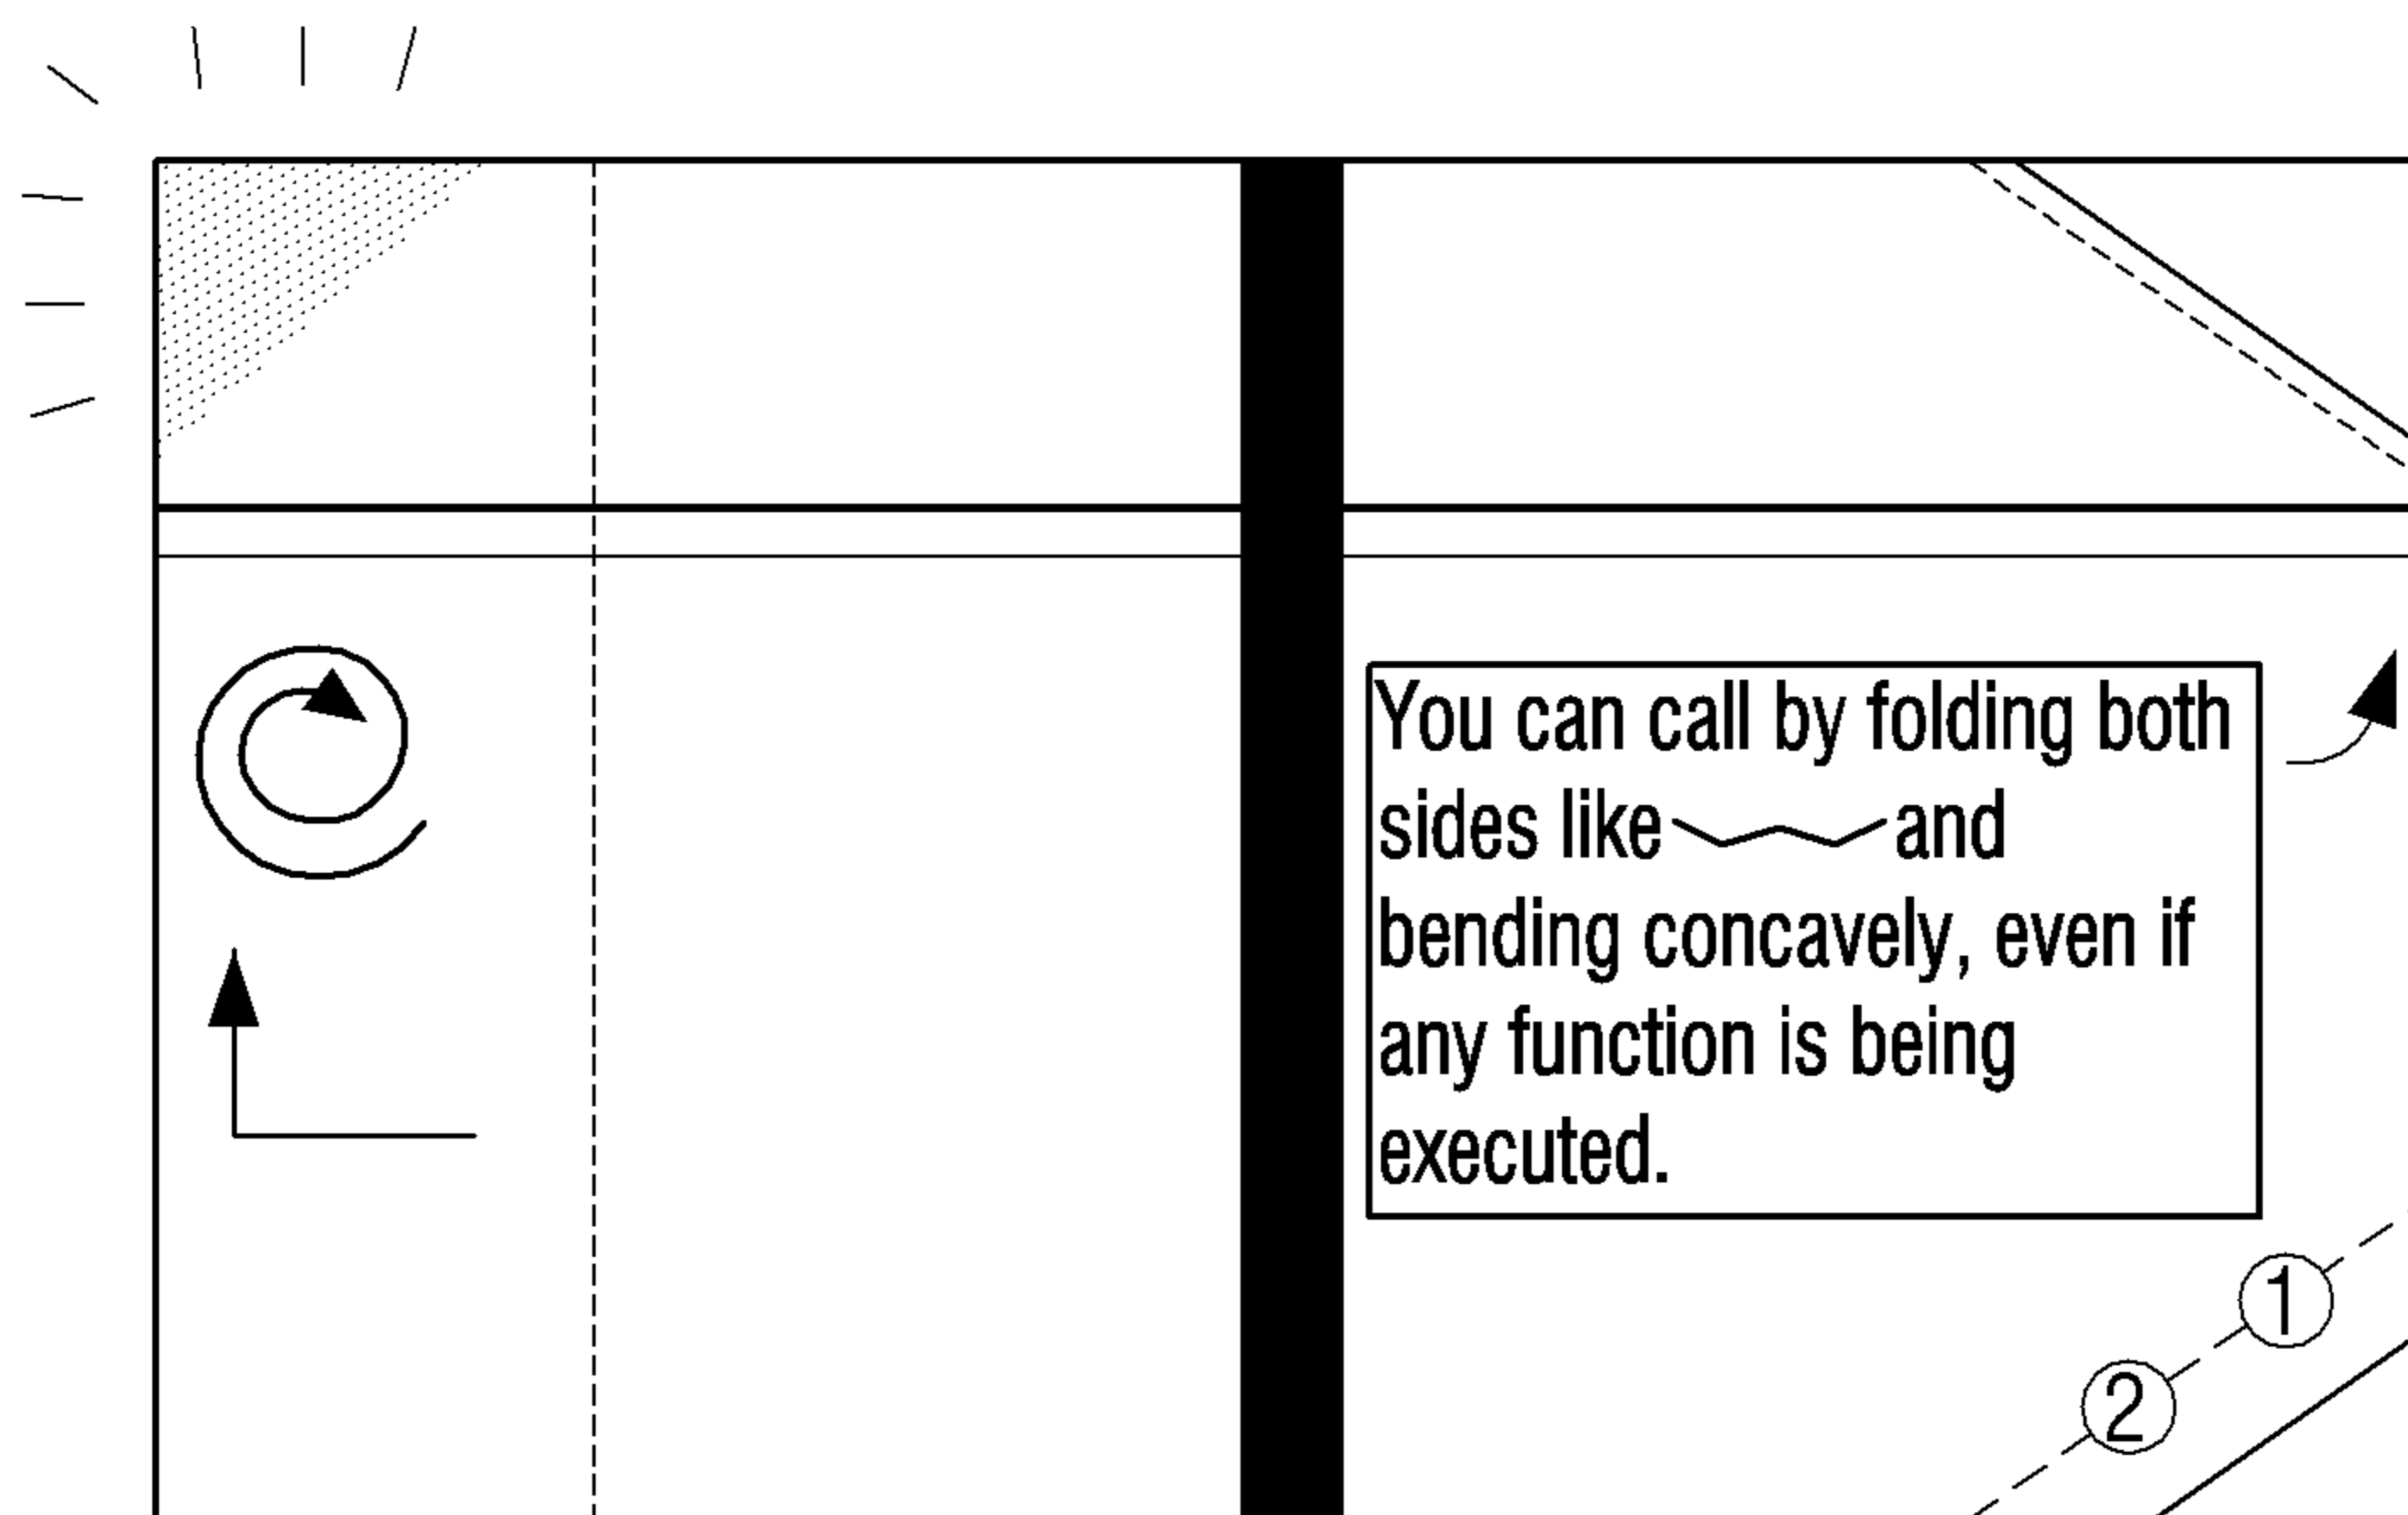 You can call by folding both
sides like and
bending concavely, even if
any function is being
executed.
①
②